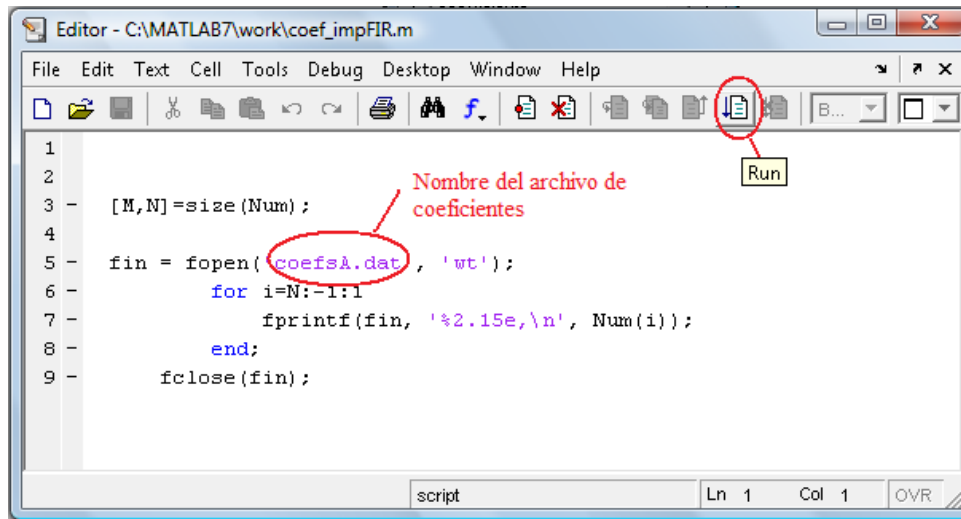 Editor - C:\MATLAB7\work\coef_impFIR.m
File Edit Text Cell Tools Debug Desktop Window Help
B...
Run
1
2
Nombre del archivo de
coeficientes
3 - [M,N]=size(Num);
4
5 - fin = fopen('coefsA.dat', 'wt');
6 - for i=N:-1:1
7 - fprintf(fin, '%2.15e,\n', Num(i));
8 - end;
9 - fclose(fin);
script Ln 1 Col 1 OVR